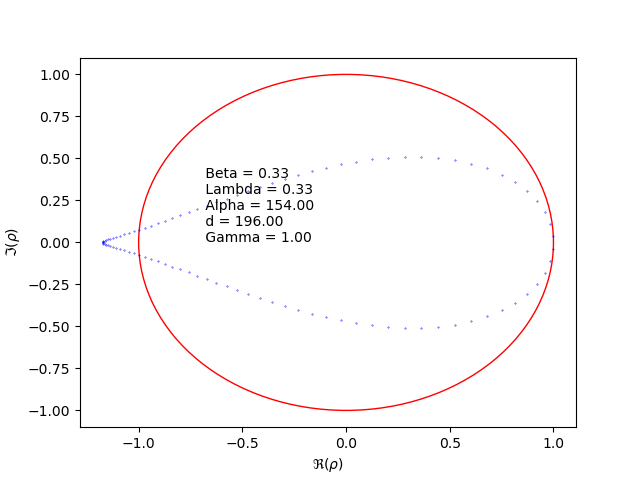 1.00
0.75
0.50
0.25
0.00
−0.25
−0.50
−0.75
−1.00
ℑ(ρ)
Beta = 0.33
Lambda = 0.33
Alpha = 154.00
d = 196.00
Gamma = 1.00
−1.0 −0.5 0.0 0.5 1.0
ℜ(ρ)